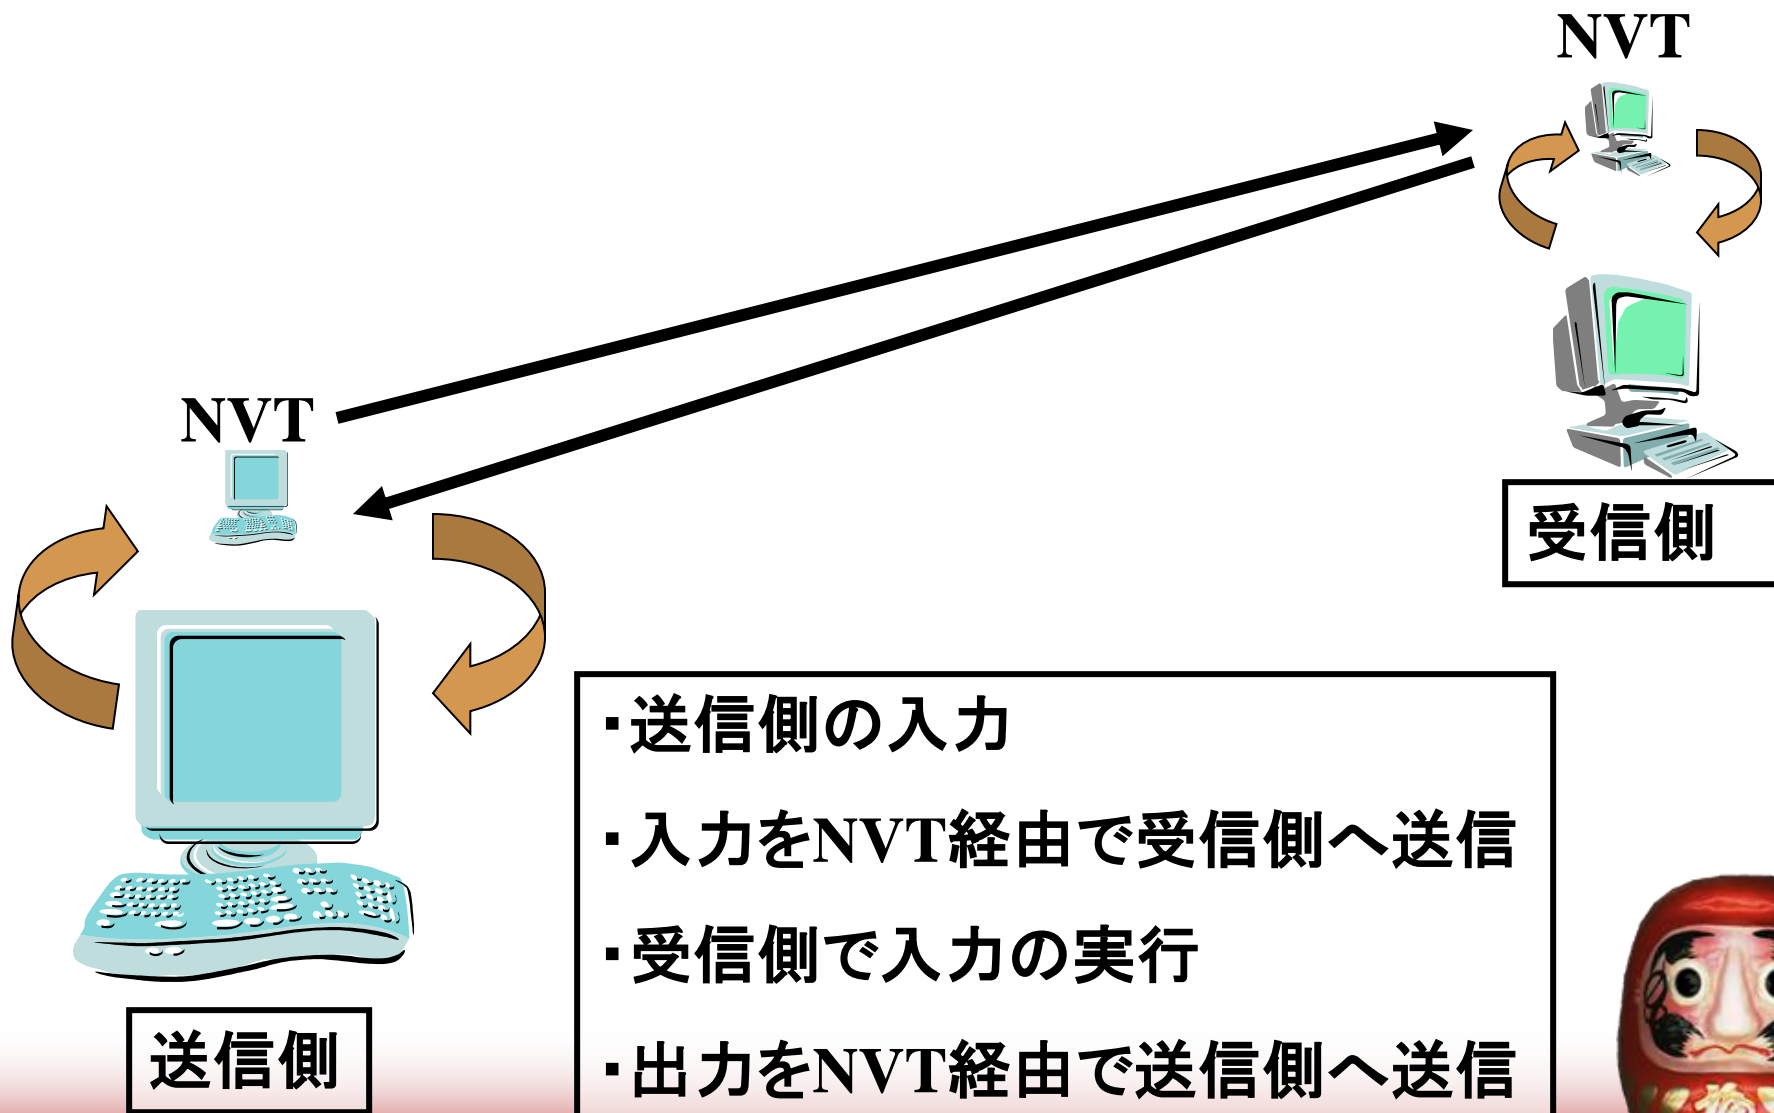 NVT
NVT
受信側
・送信側の入力
・入力をNVT経由で受信側へ送信
・受信側で入力の実行
・出力をNVT経由で送信側へ送信
送信側